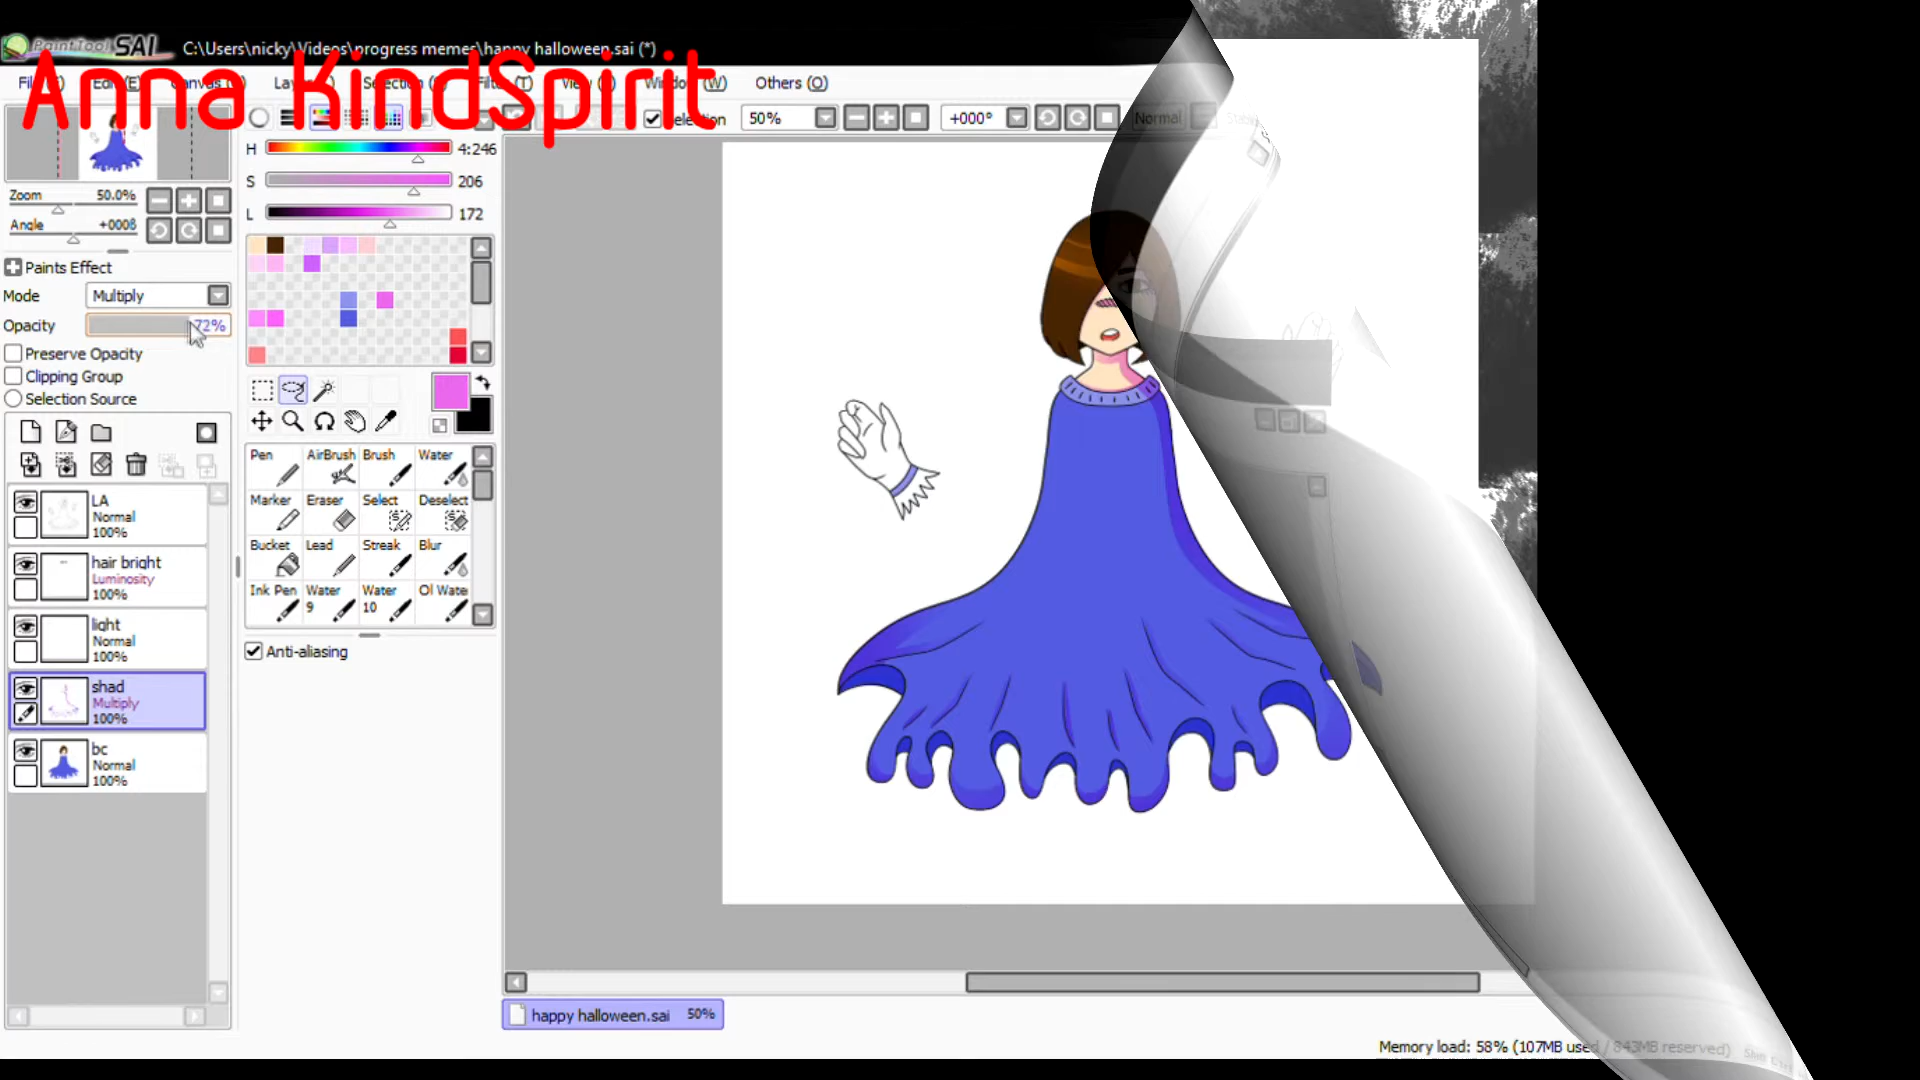 PaintTool SAI C:\Users\nicky\Videos\progress memes\happy halloween.sai (*)
Anna KindSpirit
Others (O)
50%
+000°
Normal
H 4:246
S 206
L 172
Zoom 50.0%
Angle +000
Paints Effect
Mode Multiply
Opacity 72%
Preserve Opacity
Clipping Group
Selection Source
LA
Normal
100%
hair bright
Luminosity
100%
light
Normal
100%
shad
Multiply
100%
bc
Normal
100%
Pen AirBrush Brush Water
Marker Eraser Select Deselect
Bucket Lead Streak Blur
Ink Pen Water 9 Water 10 Ol Wate
Anti-aliasing
happy halloween.sai 50%
Memory load: 58% (107MB used / 843MB reserved)